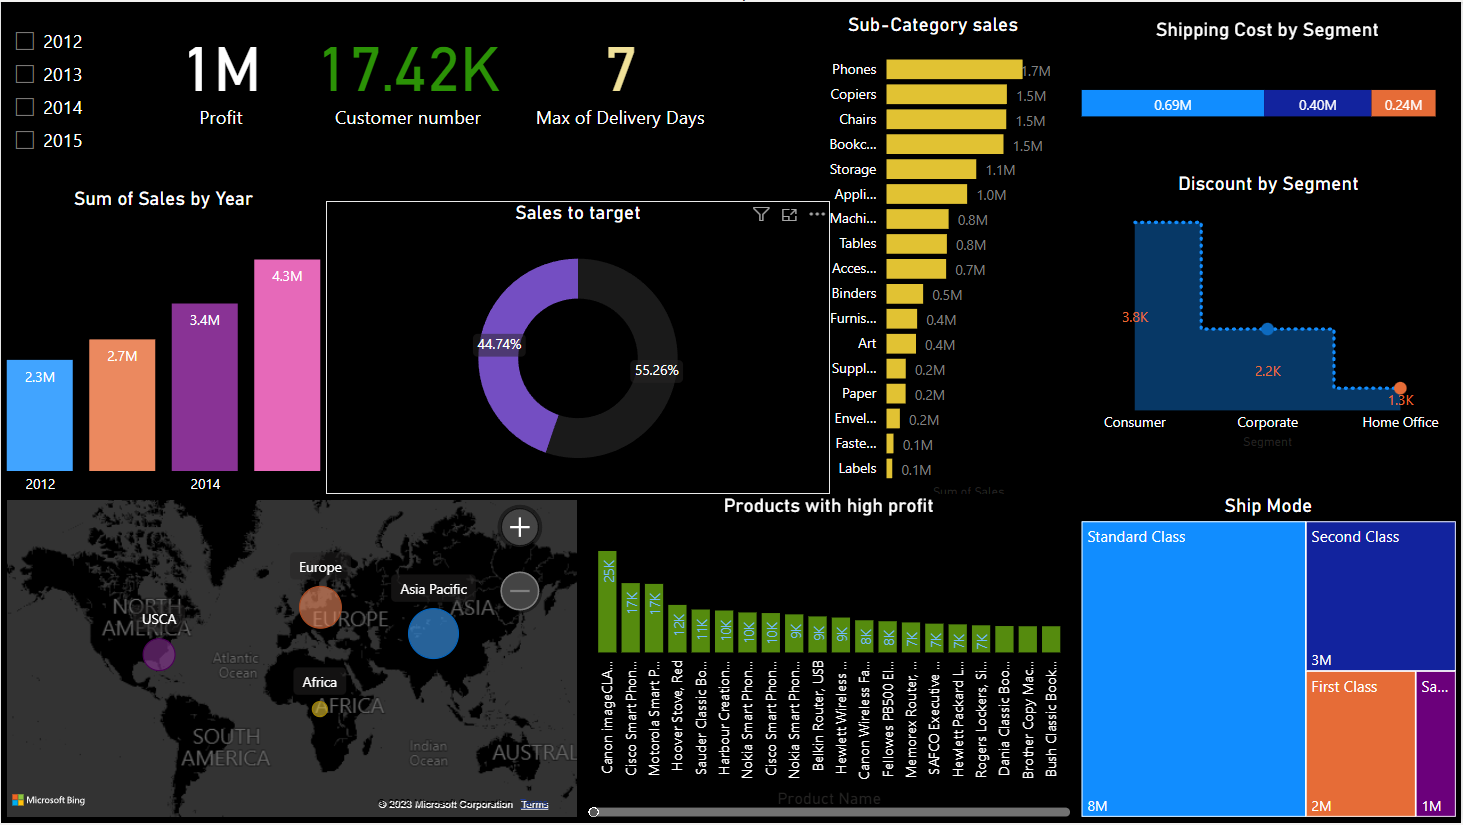 2012
2013
2014
2015
1M
Profit
17.42K
Customer number
7
Max of Delivery Days
Sub-Category sales
Phones 1.7M
Copiers 1.5M
Chairs 1.5M
Bookc... 1.5M
Storage 1.1M
Appli... 1.0M
Machi... 0.8M
Tables 0.8M
Acces... 0.7M
Binders 0.5M
Furnis... 0.4M
Art 0.4M
Suppl... 0.2M
Paper 0.2M
Envel... 0.2M
Faste... 0.1M
Labels 0.1M
Sum of Sales
Shipping Cost by Segment
0.69M 0.40M 0.24M
Discount by Segment
3.8K
2.2K
1.3K
Consumer Corporate Home Office
Segment
Sum of Sales by Year
2.3M
2.7M
3.4M
4.3M
2012 2014
Sales to target
44.74%
55.26%
NORTH
AMERICA
USCA
Europe
EUROPE
Asia Pacific
ASIA
Atlantic
Ocean
Africa
AFRICA
SOUTH
AMERICA
Indian
Ocean
AUSTRAL
Microsoft Bing
© 2023 Microsoft Corporation Terms
Products with high profit
25K
17K
17K
12K
11K
10K
10K
10K
9K
9K
9K
8K
8K
7K
7K
7K
7K
Canon imageCLA...
Cisco Smart Phon...
Motorola Smart P...
Hoover Stove, Red
Sauder Classic Bo...
Harbour Creation...
Nokia Smart Phon...
Cisco Smart Phon...
Nokia Smart Phon...
Belkin Router, USB
Hewlett Wireless ...
Canon Wireless Fa...
Fellowes PB500 El...
Memorex Router, ...
SAFCO Executive ...
Hewlett Packard L...
Rogers Lockers, Si...
Dania Classic Boo...
Brother Copy Mac...
Bush Classic Book...
Product Name
Ship Mode
Standard Class
8M
Second Class
3M
First Class
2M
Sa...
1M